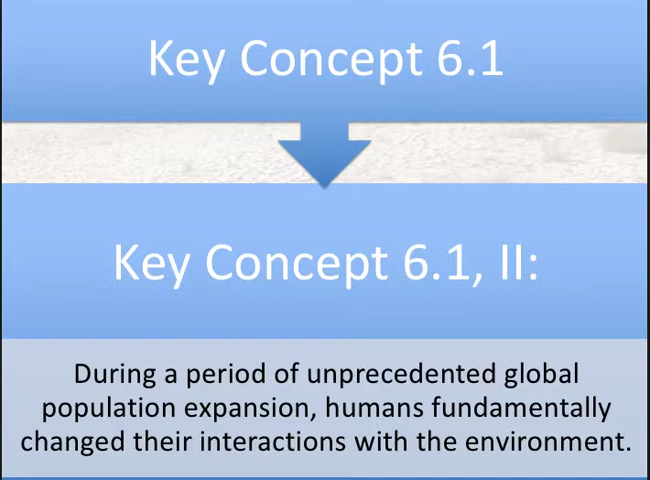 Key Concept 6.1
Key Concept 6.1, II:
During a period of unprecedented global
population expansion, humans fundamentally
changed their interactions with the environment.